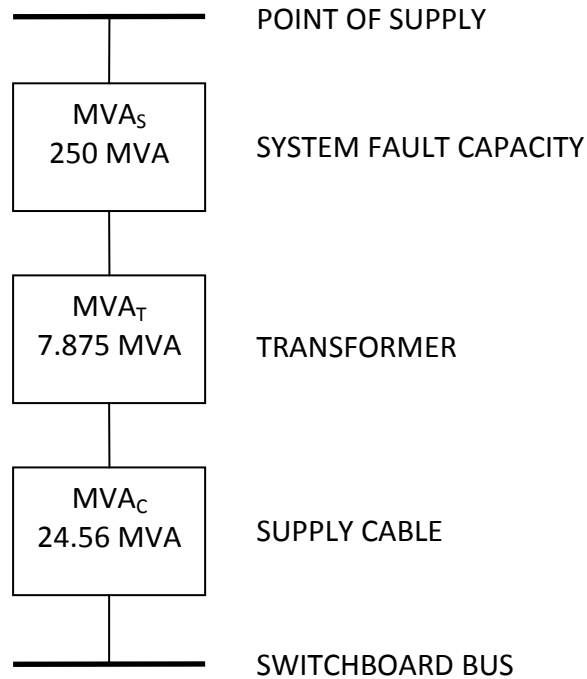 POINT OF SUPPLY
MVAS
250 MVA
SYSTEM FAULT CAPACITY
MVAT
7.875 MVA
TRANSFORMER
MVAC
24.56 MVA
SUPPLY CABLE
SWITCHBOARD BUS